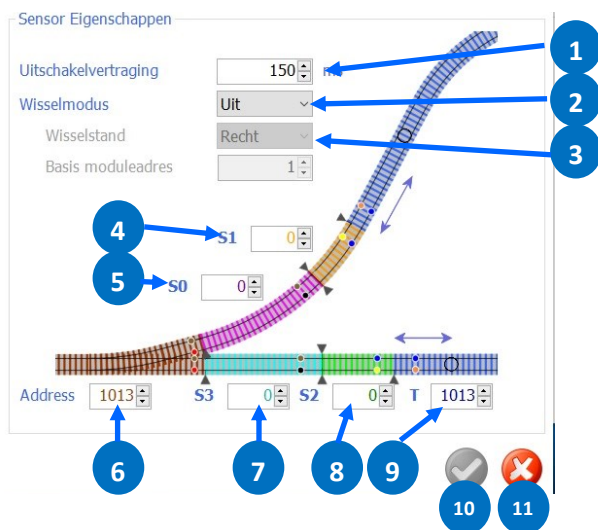 Sensor Eigenschappen
Uitschakelvertraging 150 ms 1
Wisselmodus Uit 2
Wisselstand Recht 3
Basis moduleadres 1
4 S1 0
5 S0 0
Address 1013 S3 0 S2 0 T 1013
6 7 8 9
10 11